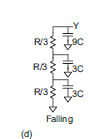 Y
R/3 9C
R/3 3C
R/3 3C
Falling
(d)